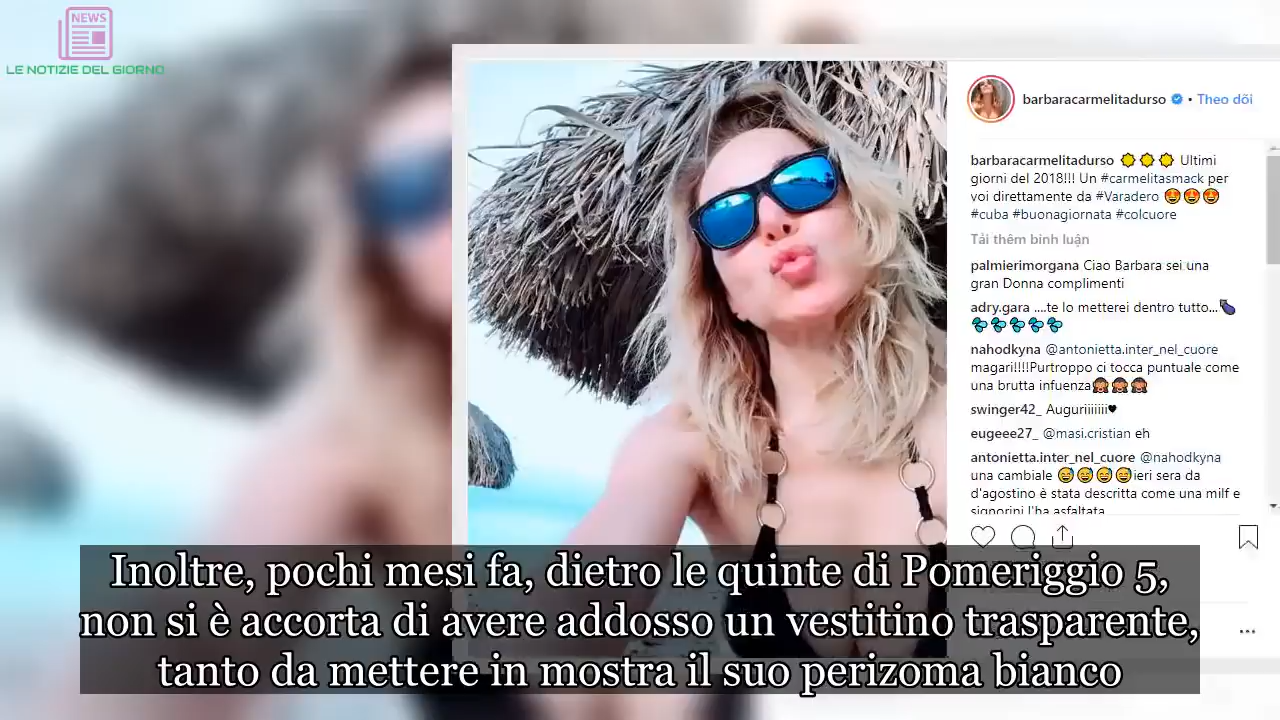 NEWS
LE NOTIZIE DEL GIORNO
barbaracarmelitadurso • Theo dõi
barbaracarmelitadurso Ultimi
giorni del 2018!!! Un #carmelitasmack per
voi direttamente da #Varadero
#cuba #buonagiornata #colcuore
Tải thêm bình luận
palmierimorgana Ciao Barbara sei una
gran Donna complimenti
adry.gara ....te lo metterei dentro tutto...🍆
💦💦💦💦💦
nahodkyna @antonietta.inter_nel_cuore
magari!!!!Purtroppo ci tocca puntuale come
una brutta infuenza🙈🙈🙈
swinger42_ Auguriiiiiii♥
eugeee27_ @masi.cristian eh
antonietta.inter_nel_cuore @nahodkyna
una cambiale 😅😅😅😅ieri sera da
d'agostino è stata descritta come una milf e
signorini l'ha asfaltata
Inoltre, pochi mesi fa, dietro le quinte di Pomeriggio 5,
non si è accorta di avere addosso un vestitino trasparente,
tanto da mettere in mostra il suo perizoma bianco